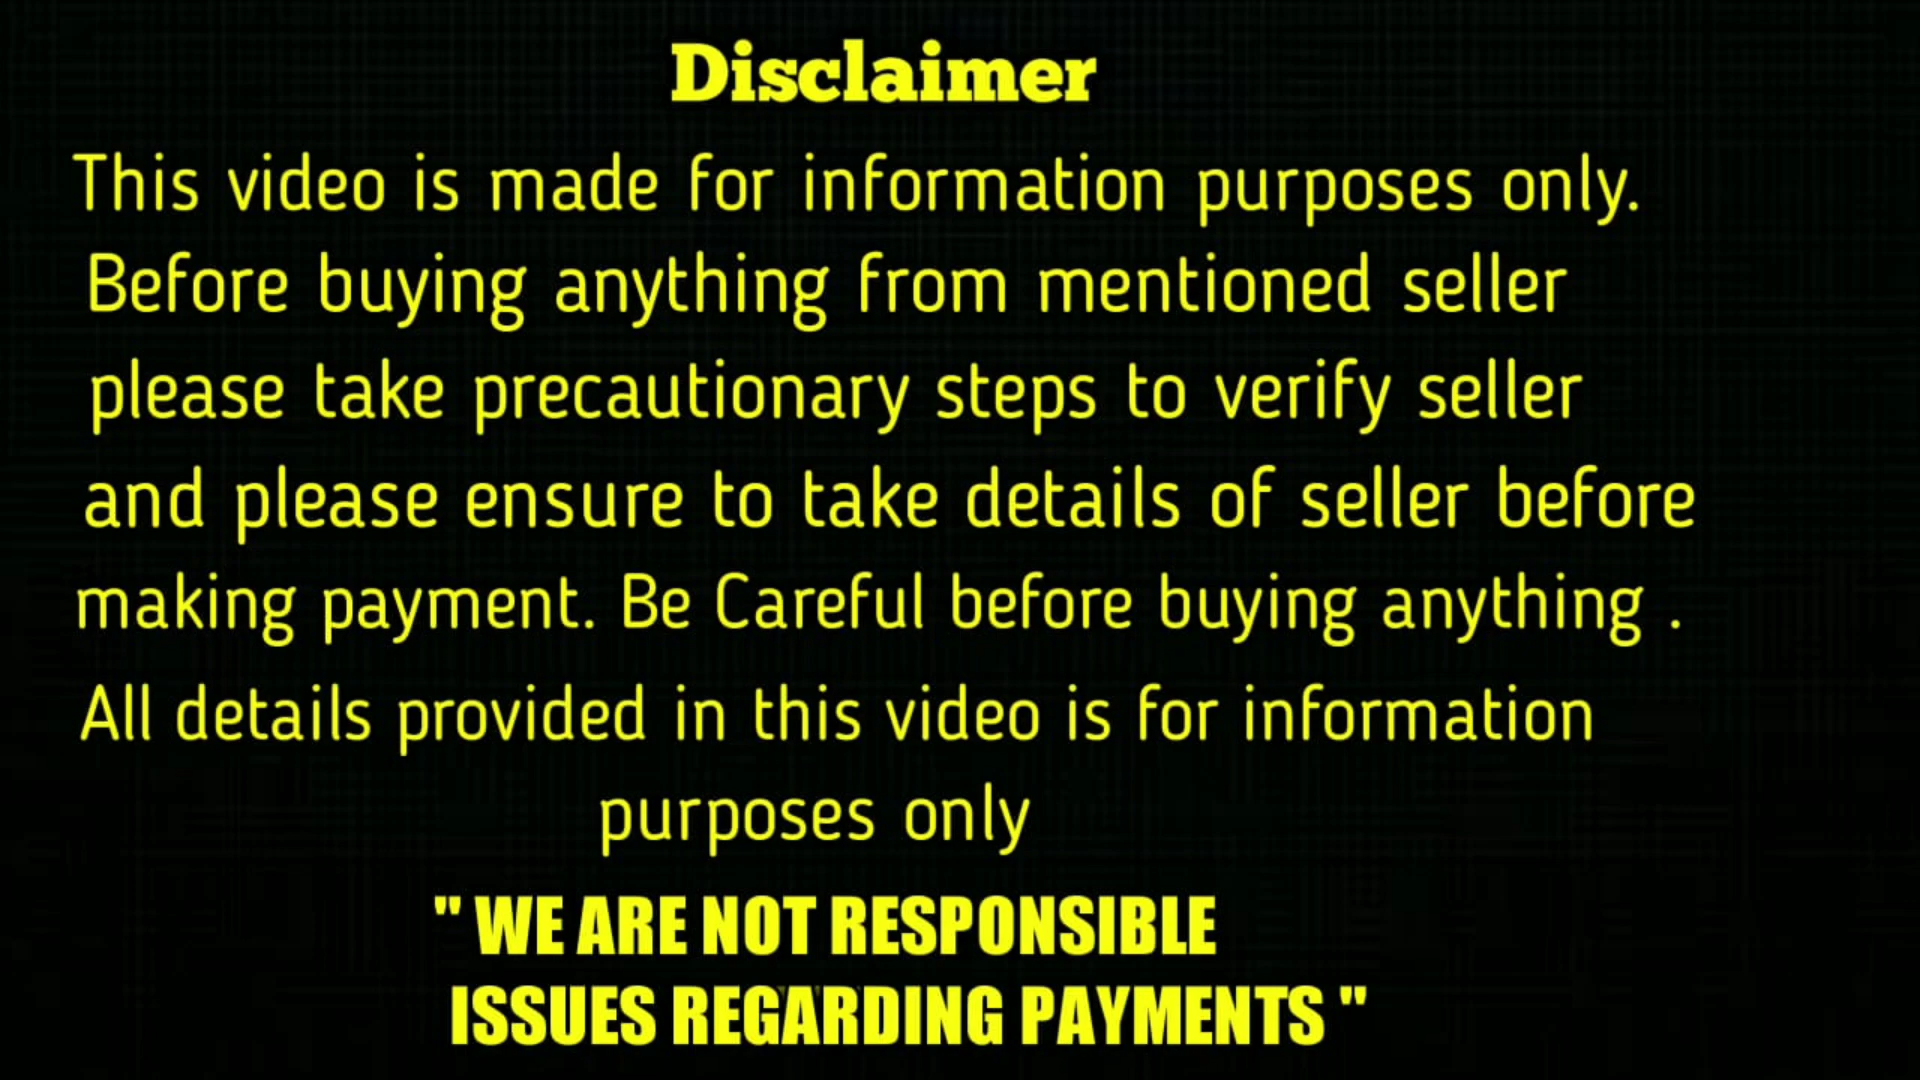 Disclaimer
This video is made for information purposes only.
Before buying anything from mentioned seller
please take precautionary steps to verify seller
and please ensure to take details of seller before
making payment. Be Careful before buying anything .
All details provided in this video is for information
purposes only
" WE ARE NOT RESPONSIBLE
ISSUES REGARDING PAYMENTS "